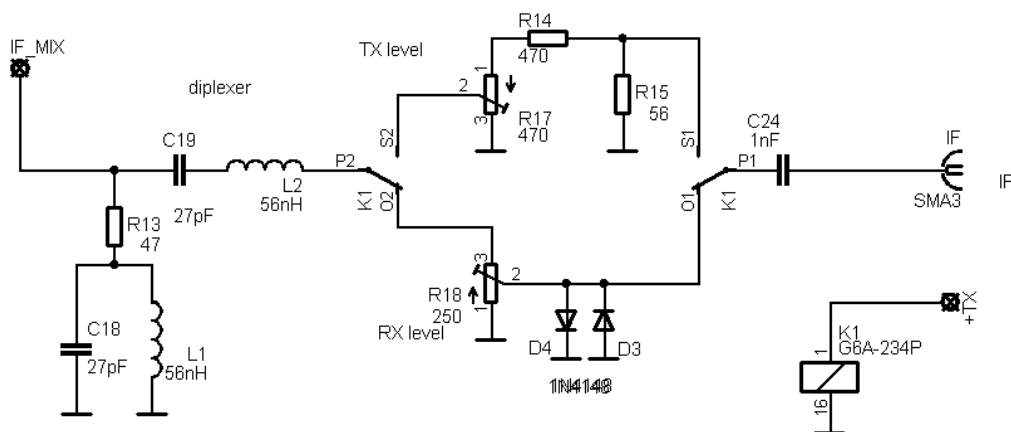 R14
470
IF_MIX
TX level
1
2
3
R17
470
R15
56
diplexer
C19
27pF
L2
56nH
P2
S2
K1
O2
S1
P1
O1
K1
C24
1nF
IF
SMA3
IF
R13
47
C18
27pF
L1
56nH
3
2
1
R18
250
RX level
D4
D3
1N4148
+TX
K1
G6A-234P
1
16